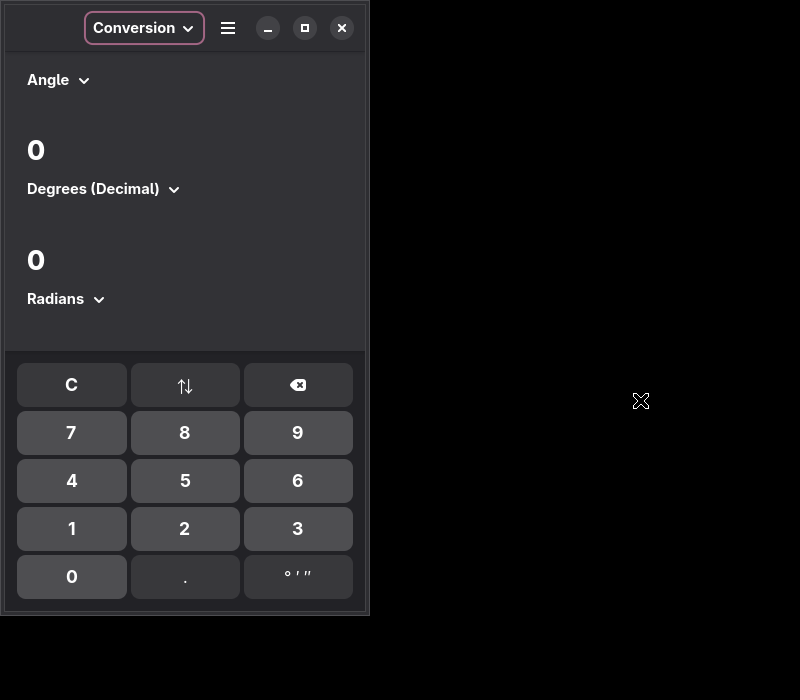 Conversion
Angle
0
Degrees (Decimal)
0
Radians
C
7 8 9
4 5 6
1 2 3
0 . ° ′ ″